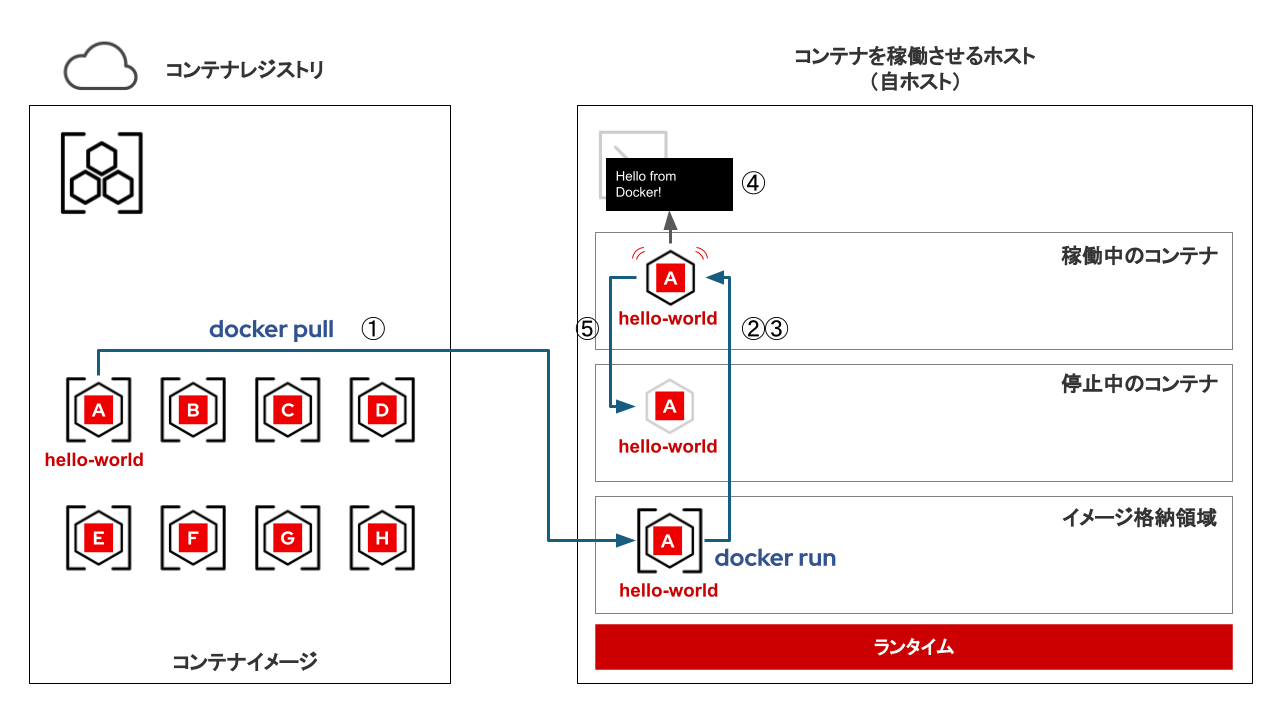 コンテナレジストリ
docker pull ①
A
B
C
D
hello-world
E
F
G
H
コンテナイメージ
コンテナを稼働させるホスト
（自ホスト）
Hello from
Docker!
④
稼働中のコンテナ
A
hello-world
⑤
②③
停止中のコンテナ
A
hello-world
イメージ格納領域
A
docker run
hello-world
ランタイム